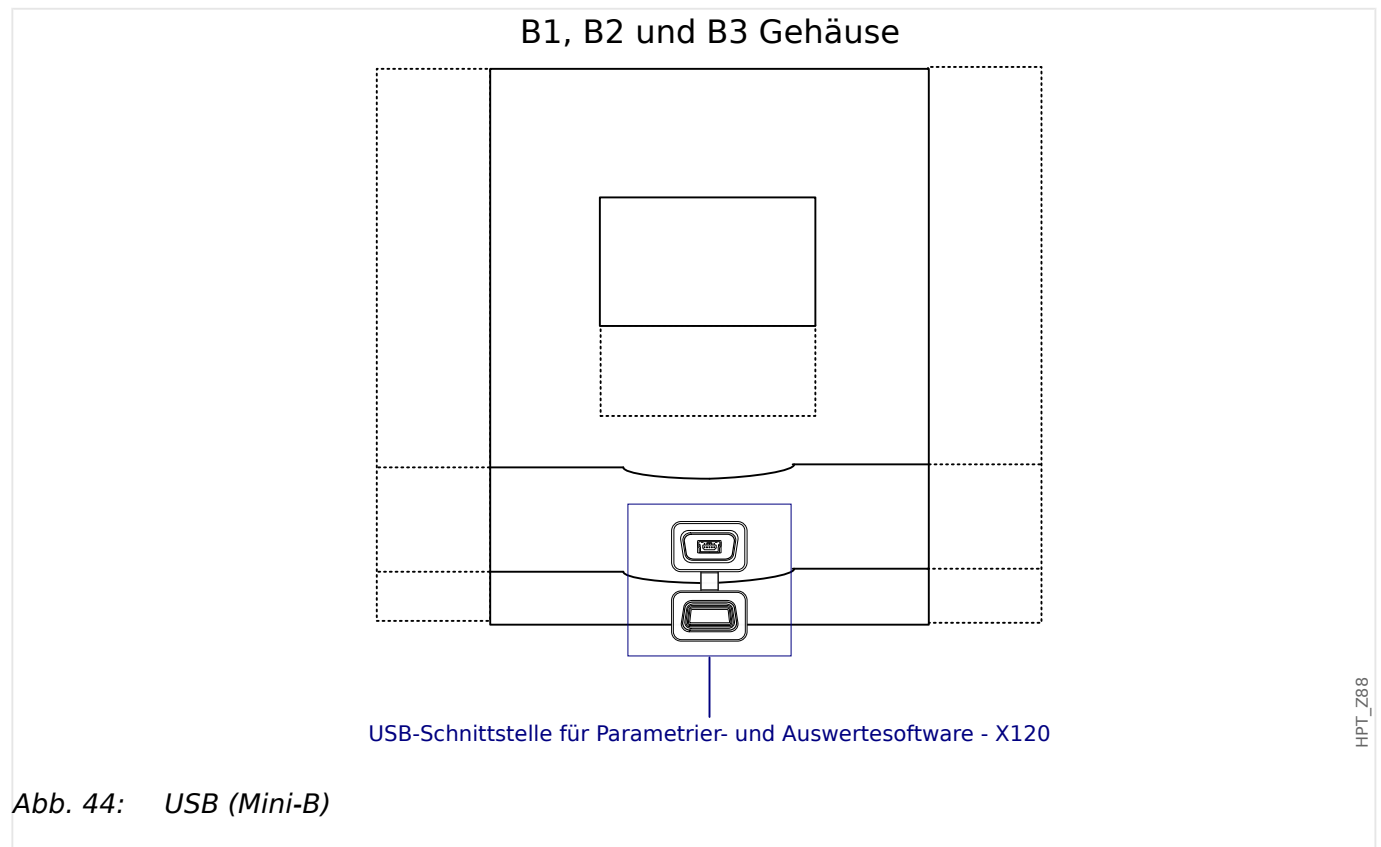 B1, B2 und B3 Gehäuse
USB-Schnittstelle für Parametrier- und Auswertesoftware - X120
HPT_Z88
Abb. 44: USB (Mini-B)